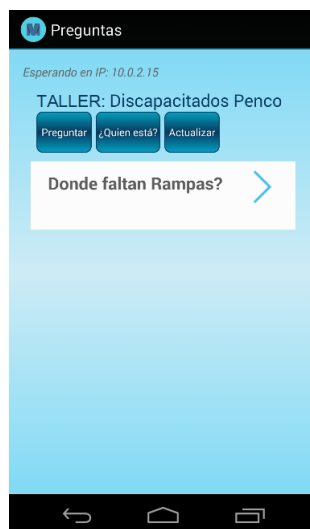 M Preguntas
Esperando en IP: 10.0.2.15
TALLER: Discapacitados Penco
Preguntar ¿Quien está? Actualizar
Donde faltan Rampas?